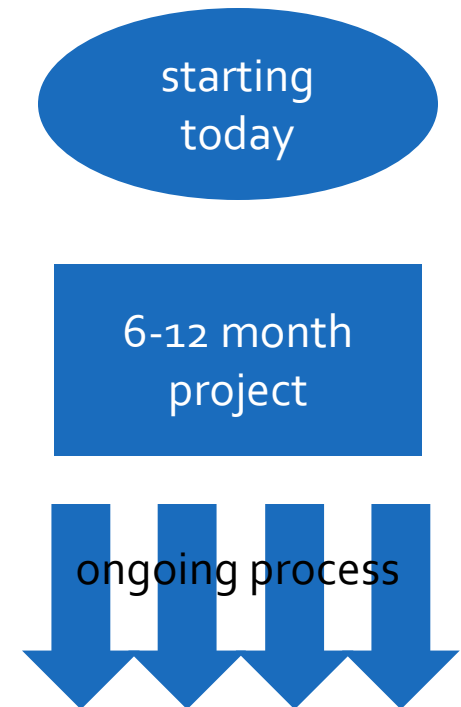 starting
today
6-12 month
project
ongoing process